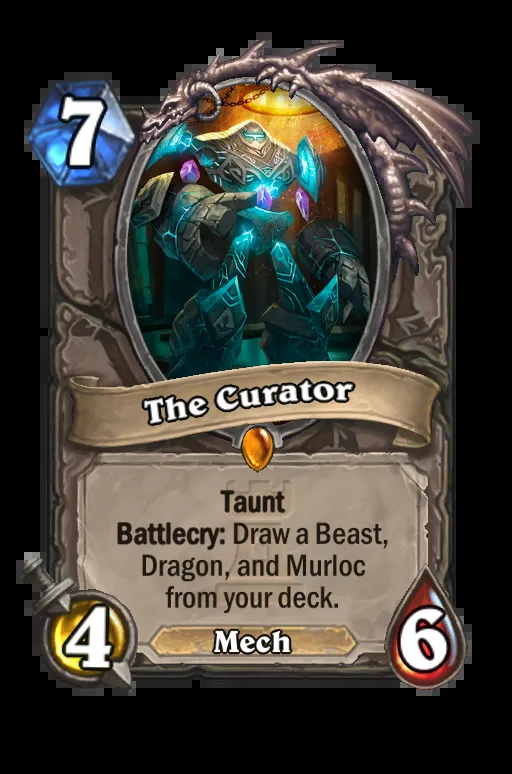 7
The Curator
Taunt
Battlecry: Draw a Beast,
Dragon, and Murloc
from your deck.
4
Mech
6